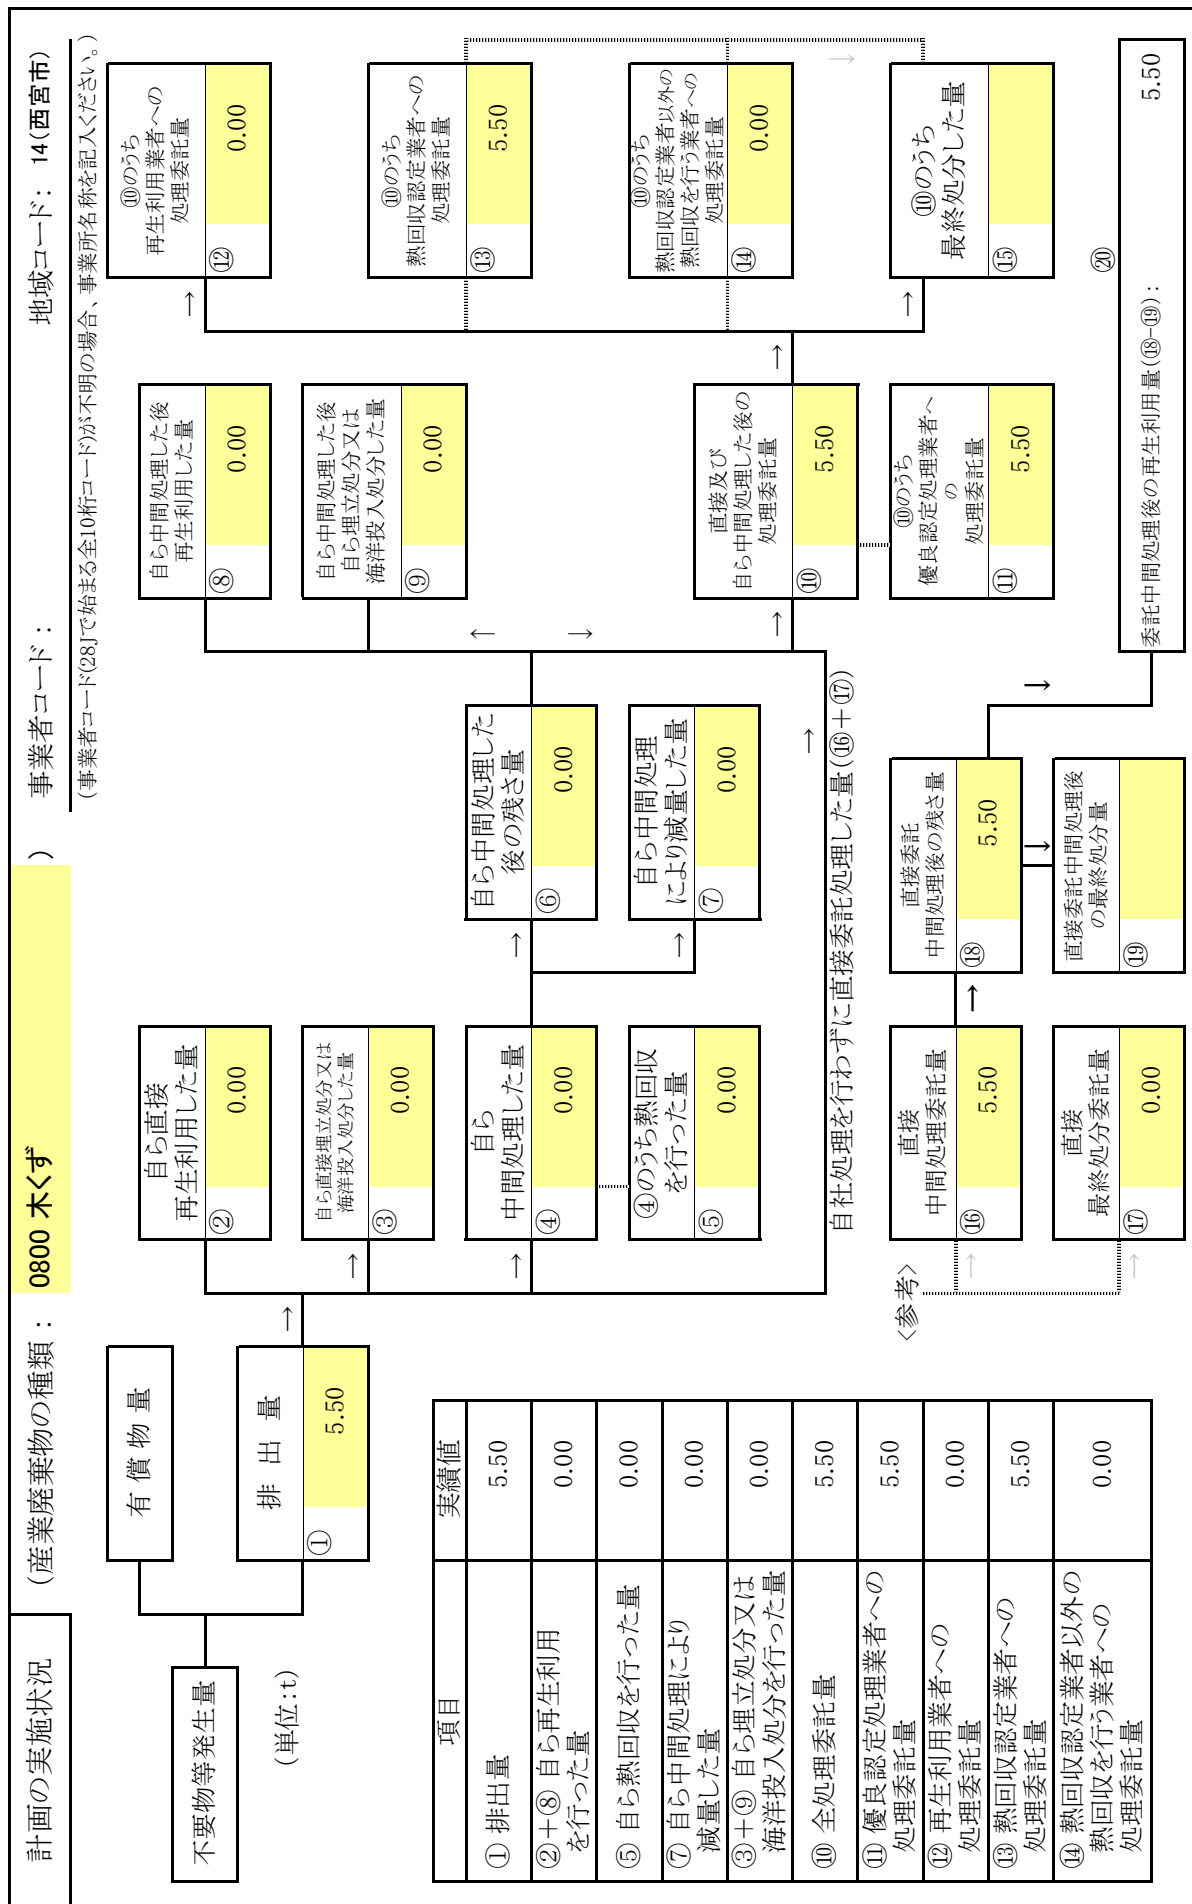 計画の実施状況
(産業廃棄物の種類： 0800 木くず )
事業者コード：
地域コード： 14(西宮市)
(事業者コード(「28」で始まる全10桁コード)が不明の場合、事業所名称を記入ください。)
不要物等発生量
(単位:t)
有 償 物 量
排 出 量
① 5.50
自ら直接
再生利用した量
② 0.00
自ら直接埋立処分又は
海洋投入処分した量
③ 0.00
自ら
中間処理した量
④ 0.00
④のうち熱回収
を行った量
⑤ 0.00
自ら中間処理した
後の残さ量
⑥ 0.00
自ら中間処理
により減量した量
⑦ 0.00
自ら中間処理した後
再生利用した量
⑧ 0.00
自ら中間処理した後
自ら埋立処分又は
海洋投入処分した量
⑨ 0.00
直接及び
自ら中間処理した後の
処理委託量
⑩ 5.50
⑩のうち
優良認定処理業者へ
の
処理委託量
⑪ 5.50
⑩のうち
再生利用業者への
処理委託量
⑫ 0.00
⑩のうち
熱回収認定業者への
処理委託量
⑬ 5.50
⑩のうち
熱回収認定業者以外の
熱回収を行う業者への
処理委託量
⑭ 0.00
⑩のうち
最終処分した量
⑮
自社処理を行わずに直接委託処理した量(⑯＋⑰)
<参考>
直接
中間処理委託量
⑯ 5.50
直接
最終処分委託量
⑰ 0.00
直接委託
中間処理後の残さ量
⑱ 5.50
直接委託中間処理後
の最終処分量
⑲
⑳
委託中間処理後の再生利用量(⑱-⑲)： 5.50
項目 実績値
① 排出量 5.50
②＋⑧ 自ら再生利用
を行った量 0.00
⑤ 自ら熱回収を行った量 0.00
⑦ 自ら中間処理により
減量した量 0.00
③＋⑨ 自ら埋立処分又は
海洋投入処分を行った量 0.00
⑩ 全処理委託量 5.50
⑪ 優良認定処理業者への
処理委託量 5.50
⑫ 再生利用業者への
処理委託量 0.00
⑬ 熱回収認定業者への
処理委託量 5.50
⑭ 熱回収認定業者以外の
熱回収を行う業者への
処理委託量 0.00